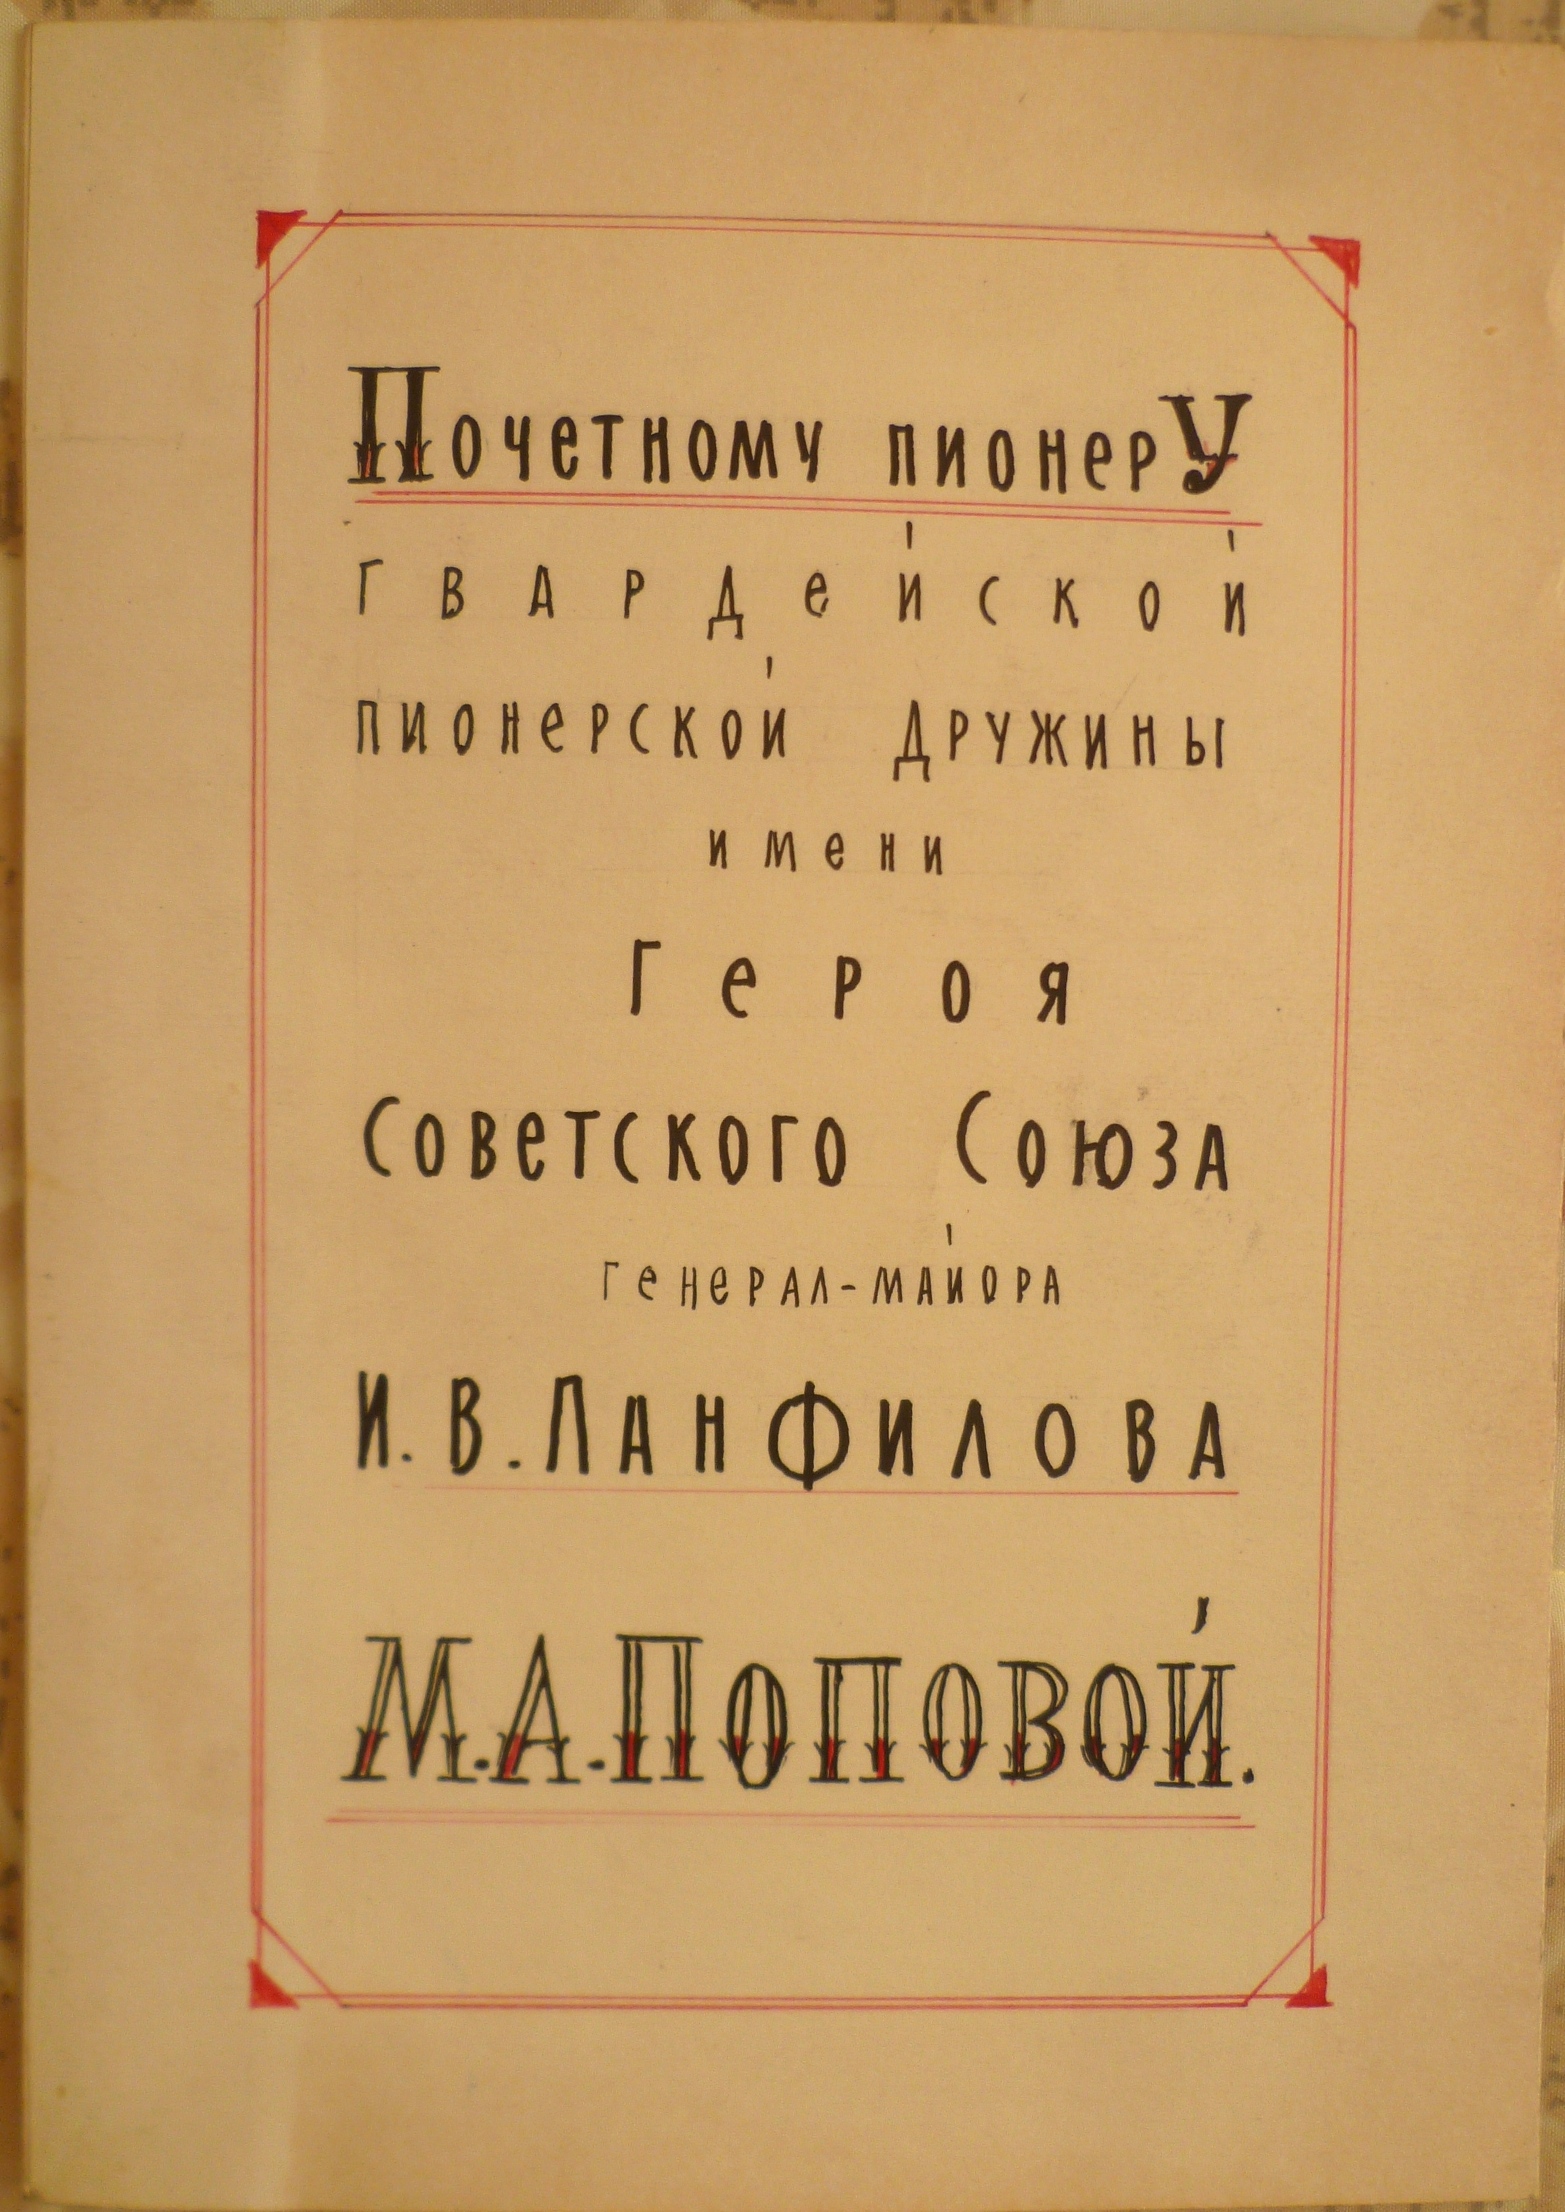 Почетному пионерУ
гвардейской
пионерской дружины
имени
Героя
Советского Союза
генерал-майора
И.В.Панфилова
М.А.Поповой.